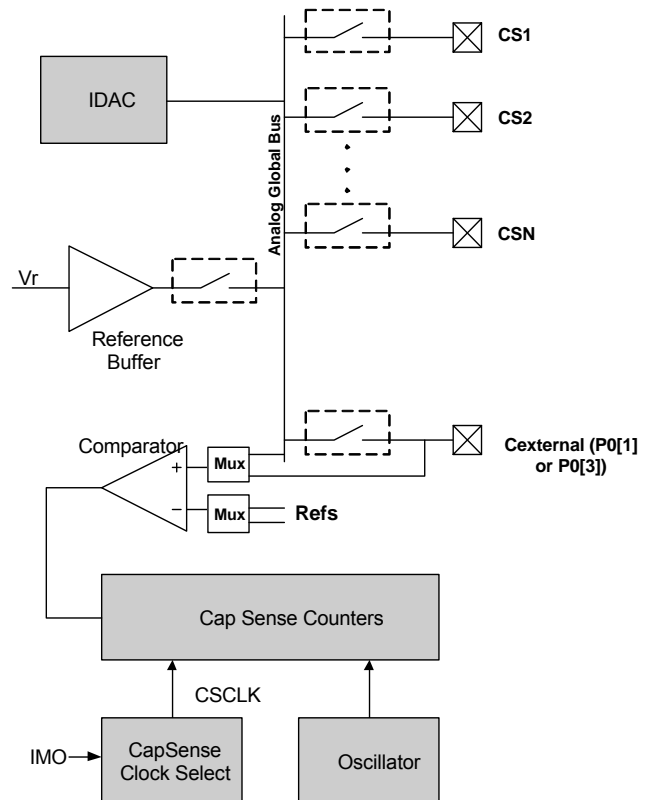 CS1
IDAC
CS2
Analog Global Bus
CSN
Vr
Reference
Buffer
Comparator
Mux
Cexternal (P0[1]
or P0[3])
Mux
Refs
Cap Sense Counters
CSCLK
IMO
CapSense
Clock Select
Oscillator